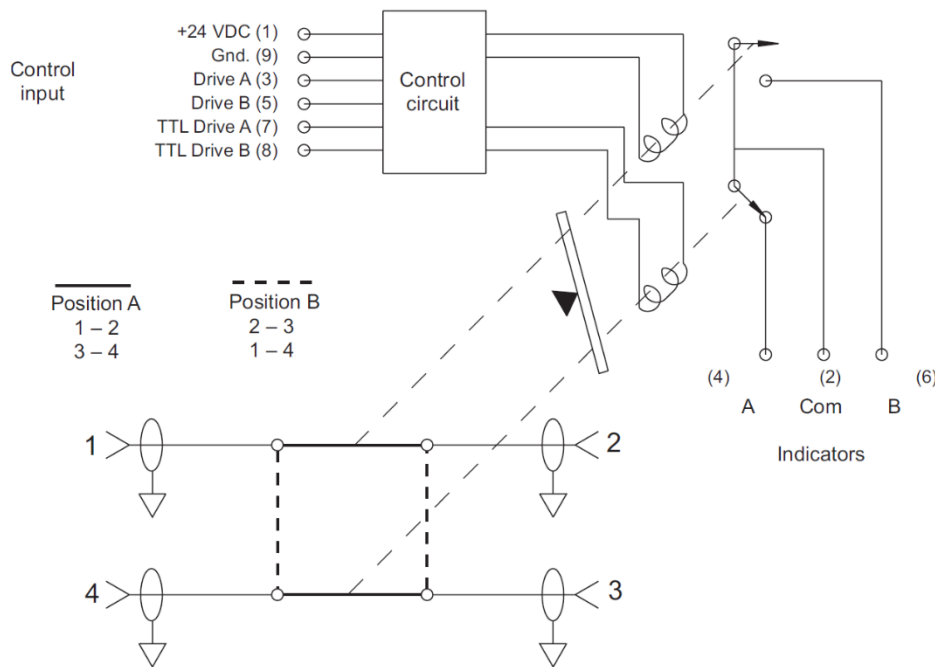 +24 VDC (1)
Gnd. (9)
Drive A (3)
Drive B (5)
TTL Drive A (7)
TTL Drive B (8)
Control
input
Control
circuit
Position A
1 – 2
3 – 4
Position B
2 – 3
1 – 4
(4) (2) (6)
A Com B
Indicators
1 2
4 3